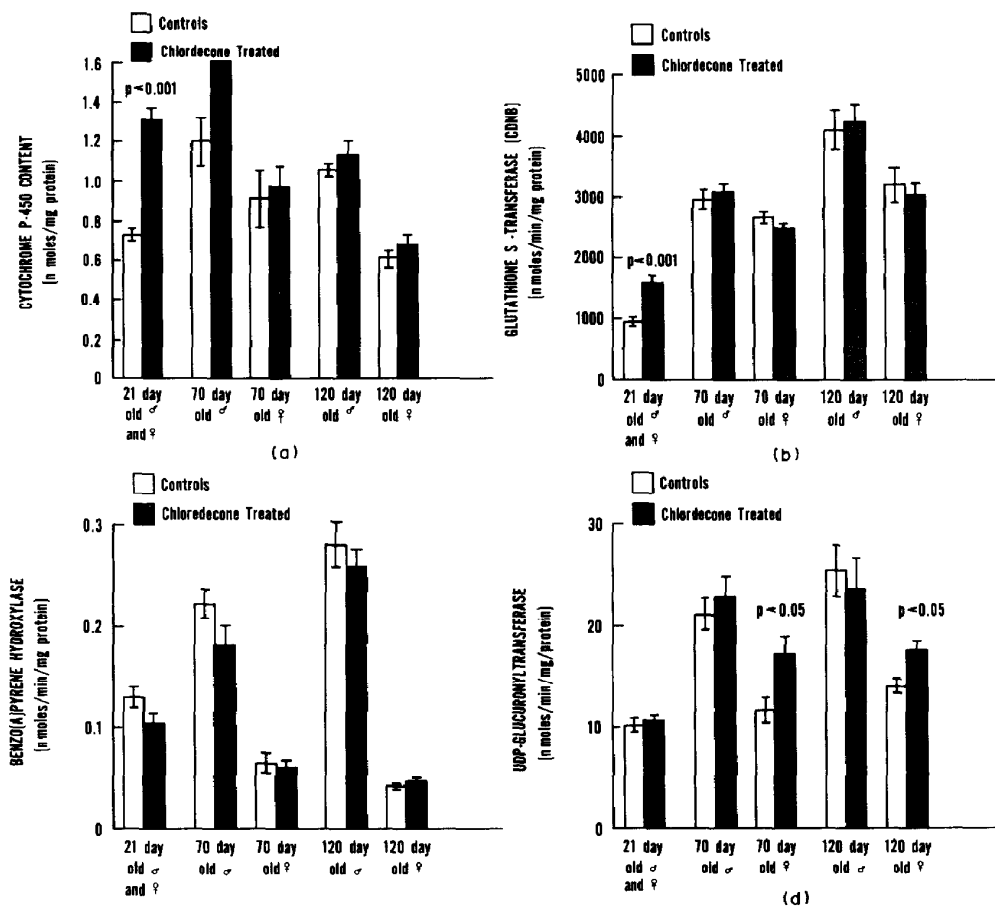 Controls
Chlordecone Treated
CYTOCHROME P-450 CONTENT
[n moles/mg protein]
1.6
1.4
1.2
1.0
0.8
0.6
0.4
0.2
0
p<0.001
21 day
old ♂
and ♀
70 day
old ♂
70 day
old ♀
120 day
old ♂
120 day
old ♀
(a)
Controls
Chlordecone Treated
GLUTATHIONE S-TRANSFERASE (CDNB)
[n moles/min/mg protein]
5000
4000
3000
2000
1000
0
p<0.001
21 day
old ♂
and ♀
70 day
old ♂
70 day
old ♀
120 day
old ♂
120 day
old ♀
(b)
Controls
Chloredecone Treated
BENZO(A)PYRENE HYDROXYLASE
[n moles/min/mg protein]
0.3
0.2
0.1
0
21 day
old ♂
and ♀
70 day
old ♂
70 day
old ♀
120 day
old ♂
120 day
old ♀
Controls
Chlordecone Treated
UDP-GLUCURONYLTRANSFERASE
[n moles/min/mg/protein]
30
20
10
0
p<0.05
p<0.05
21 day
old ♂
and ♀
70 day
old ♂
70 day
old ♀
120 day
old ♂
120 day
old ♀
(d)